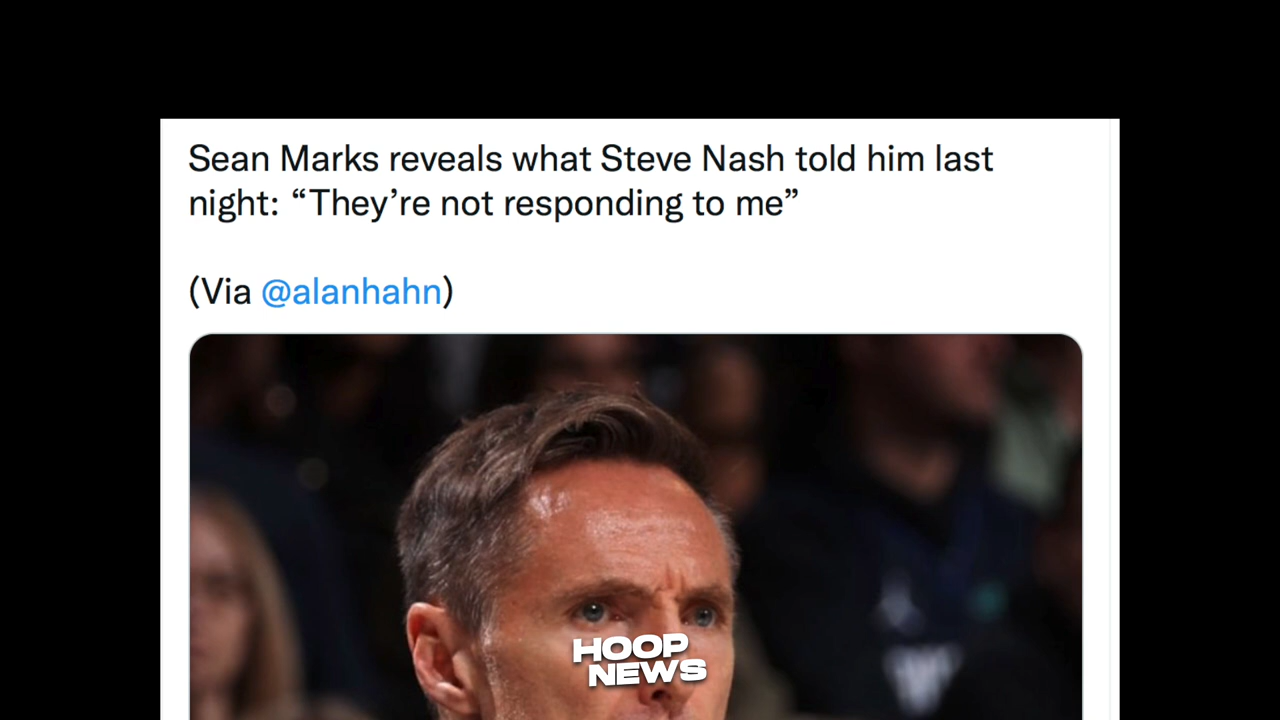 Sean Marks reveals what Steve Nash told him last
night: “They’re not responding to me”
(Via @alanhahn)
HOOP
NEWS